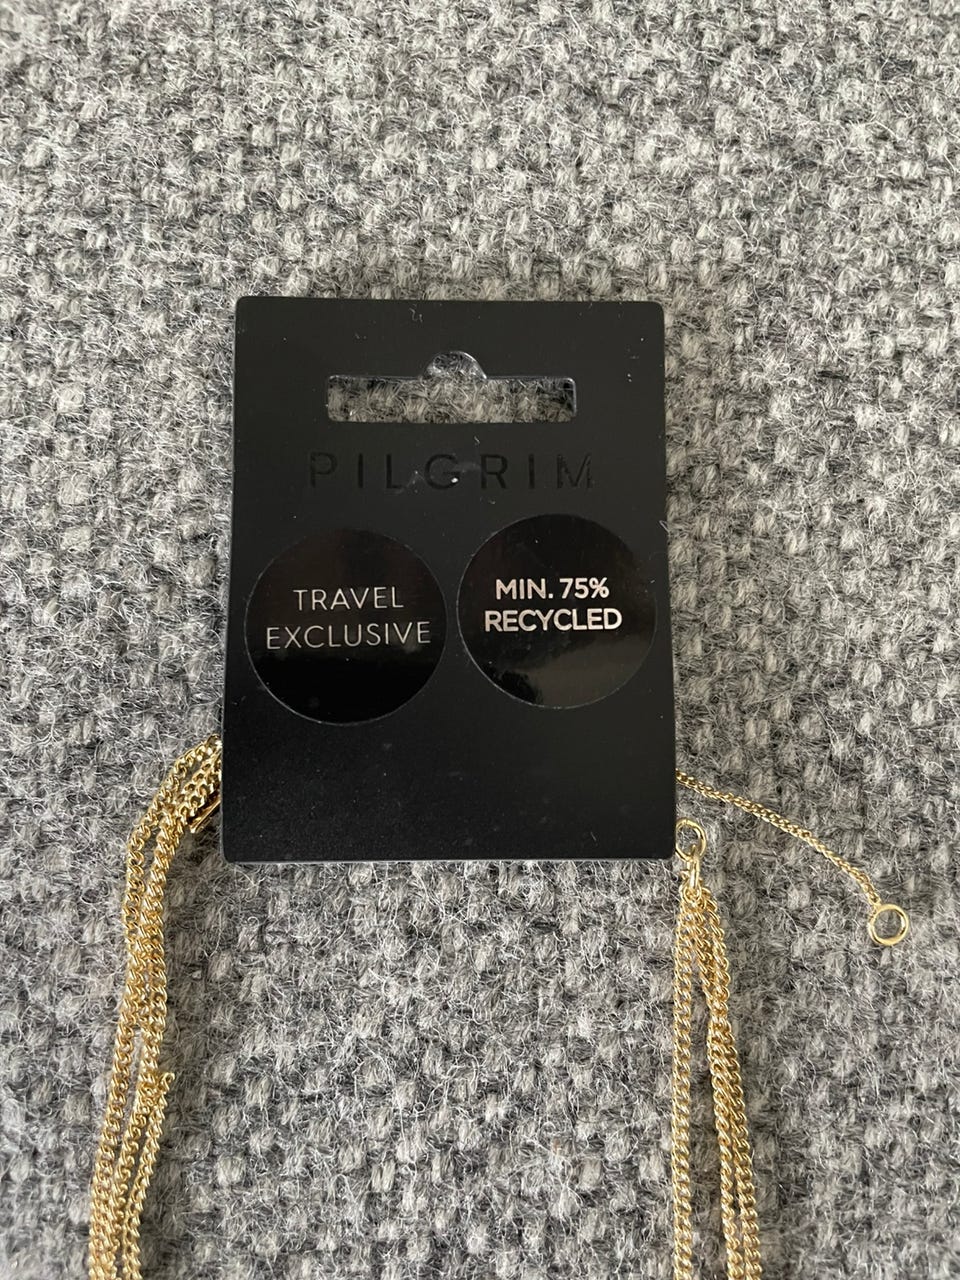 PILGRIM
TRAVEL
EXCLUSIVE
MIN. 75%
RECYCLED